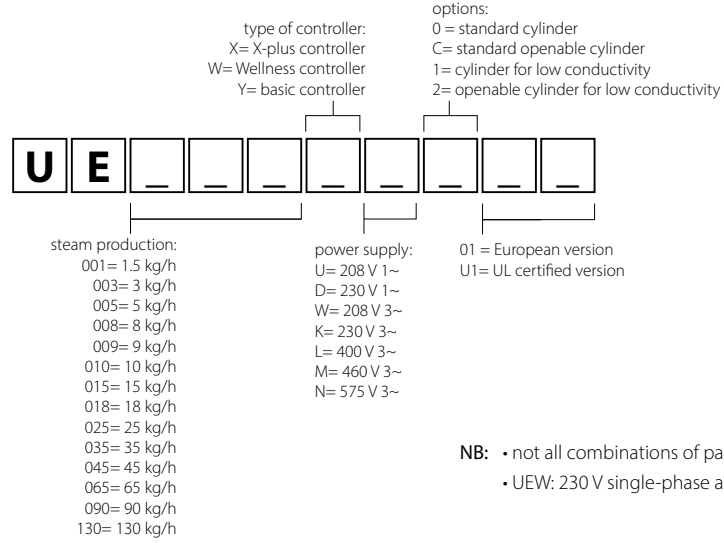 options:
0 = standard cylinder
C= standard openable cylinder
1= cylinder for low conductivity
2= openable cylinder for low conductivity
type of controller:
X= X-plus controller
W= Wellness controller
Y= basic controller
U E _ _ _ _ _ _ _ _
steam production:
001= 1.5 kg/h
003= 3 kg/h
005= 5 kg/h
008= 8 kg/h
009= 9 kg/h
010= 10 kg/h
015= 15 kg/h
018= 18 kg/h
025= 25 kg/h
035= 35 kg/h
045= 45 kg/h
065= 65 kg/h
090= 90 kg/h
130= 130 kg/h
power supply:
U= 208 V 1~
D= 230 V 1~
W= 208 V 3~
K= 230 V 3~
L= 400 V 3~
M= 460 V 3~
N= 575 V 3~
01 = European version
U1= UL certified version
NB: • not all combinations of pa
• UEW: 230 V single-phase a